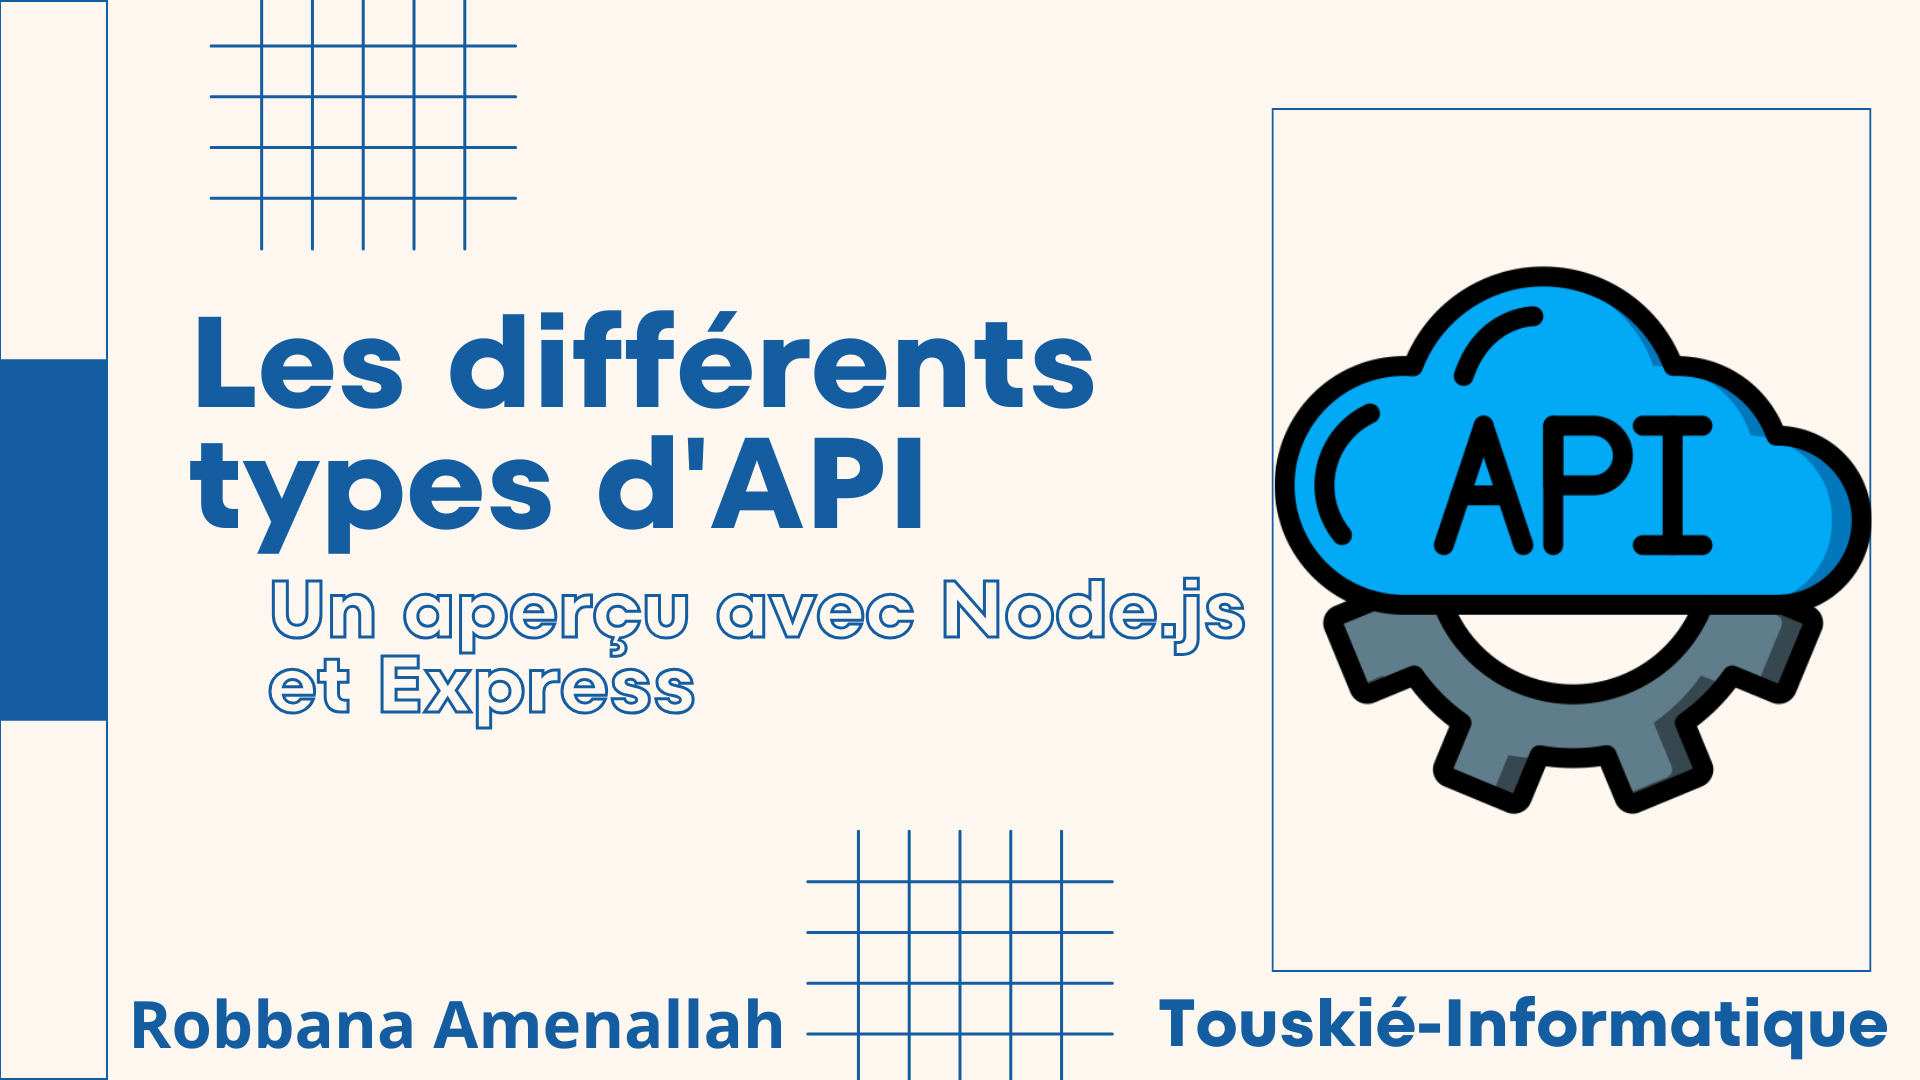 Les différents
types d'API
Un aperçu avec Node.js
et Express
API
Robbana Amenallah
Touskié-Informatique